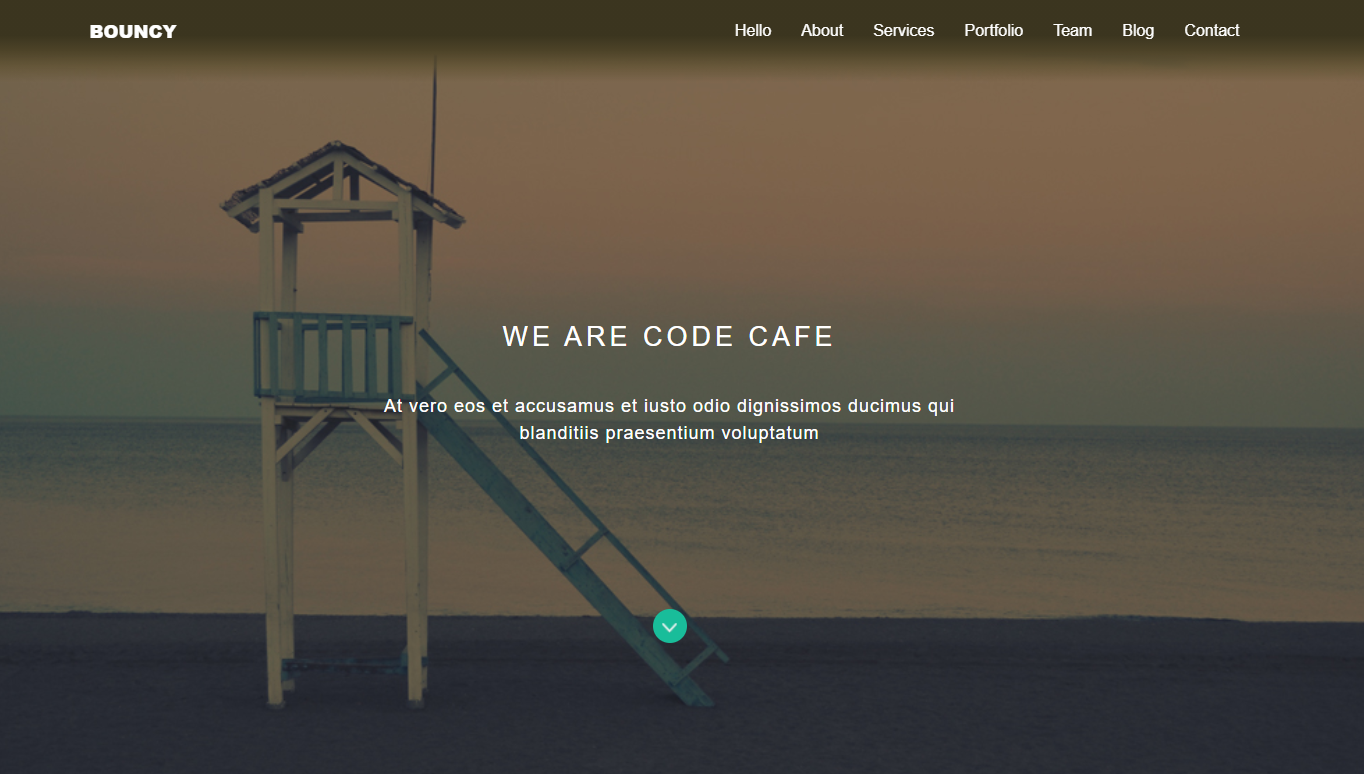 BOUNCY
Hello About Services Portfolio Team Blog Contact
WE ARE CODE CAFE
At vero eos et accusamus et iusto odio dignissimos ducimus qui
blanditiis praesentium voluptatum